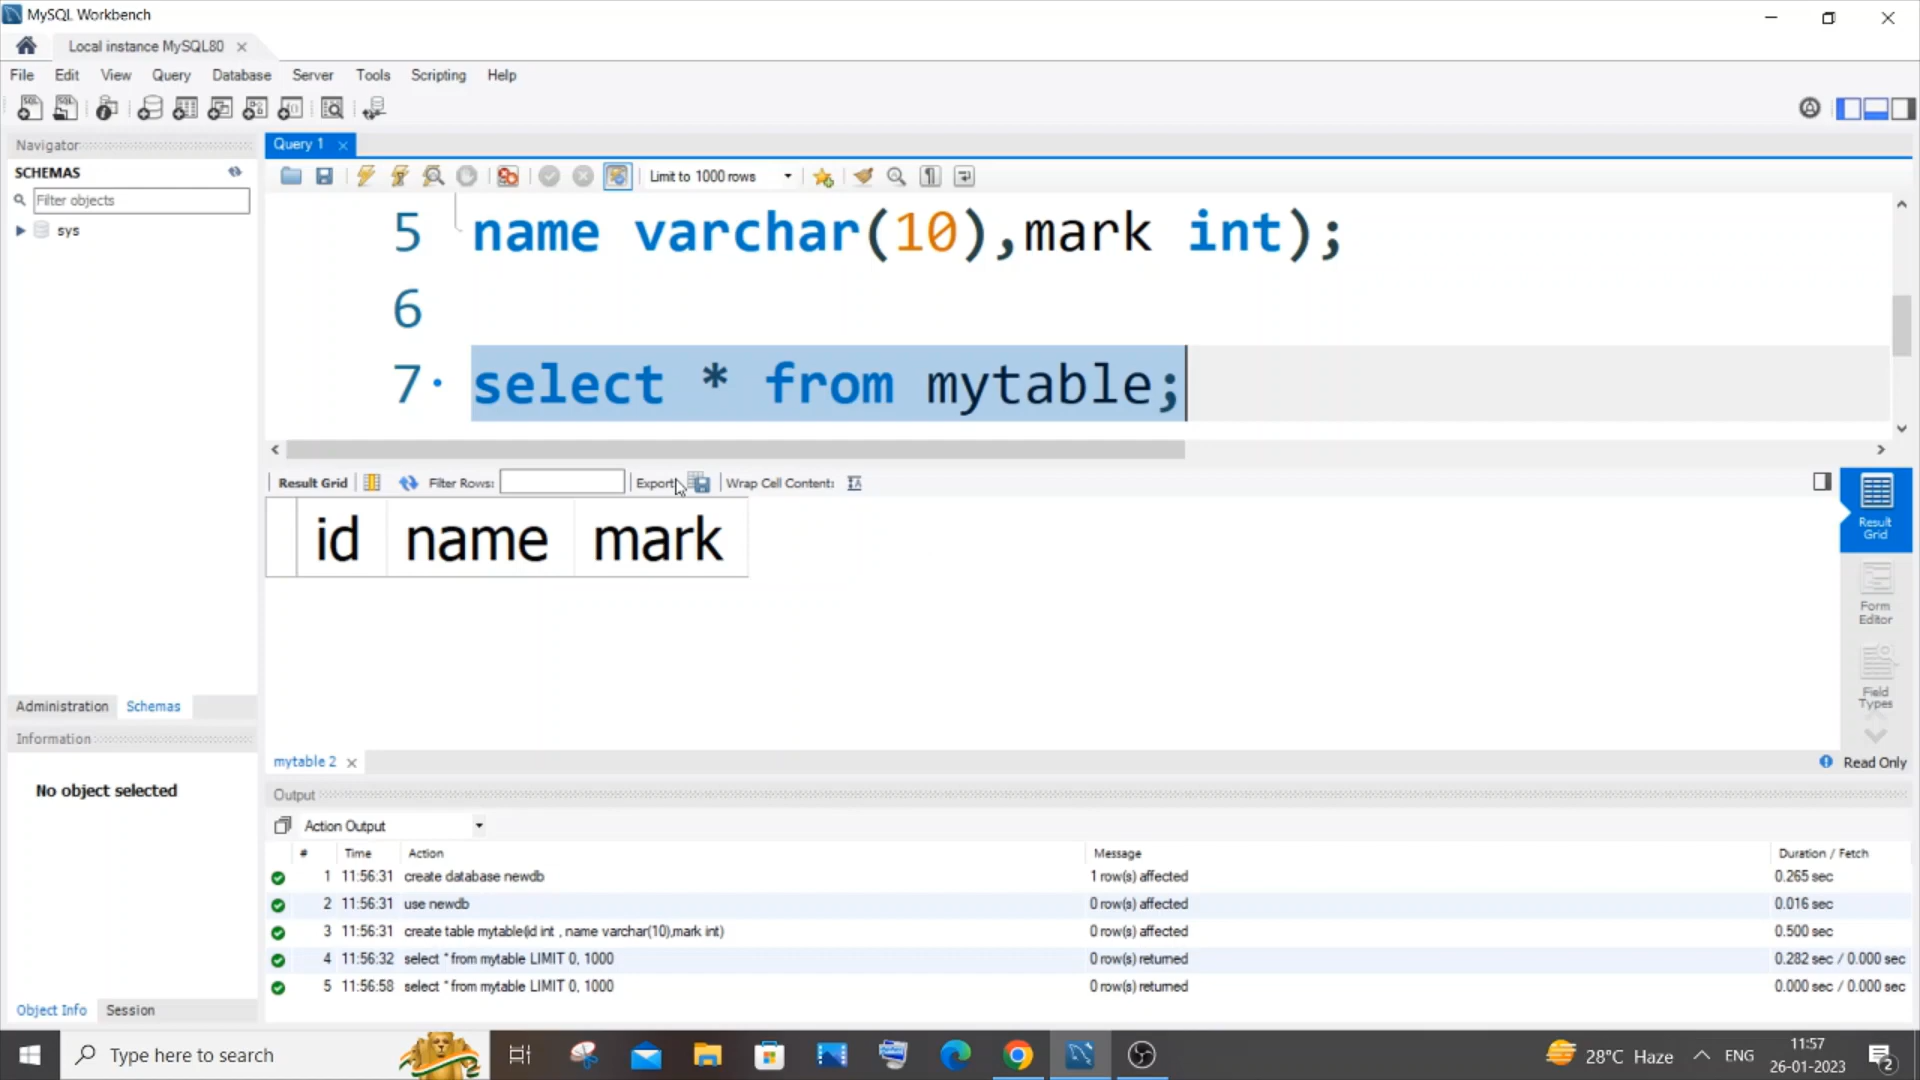 MySQL Workbench
Local instance MySQL80
File Edit View Query Database Server Tools Scripting Help
Navigator
SCHEMAS
Filter objects
sys
Administration Schemas
Information
No object selected
Object Info Session
Query 1
Limit to 1000 rows
5 name varchar(10),mark int);
6
7 select * from mytable;
Result Grid Filter Rows: Export: Wrap Cell Content:
id name mark
Result
Grid
Form
Editor
Field
Types
mytable 2 Read Only
Output
Action Output
# Time Action Message Duration / Fetch
1 11:56:31 create database newdb 1 row(s) affected 0.265 sec
2 11:56:31 use newdb 0 row(s) affected 0.016 sec
3 11:56:31 create table mytable(id int , name varchar(10),mark int) 0 row(s) affected 0.500 sec
4 11:56:32 select * from mytable LIMIT 0, 1000 0 row(s) returned 0.282 sec / 0.000 sec
5 11:56:58 select * from mytable LIMIT 0, 1000 0 row(s) returned 0.000 sec / 0.000 sec
Type here to search
28°C Haze ENG
11:57
26-01-2023
2